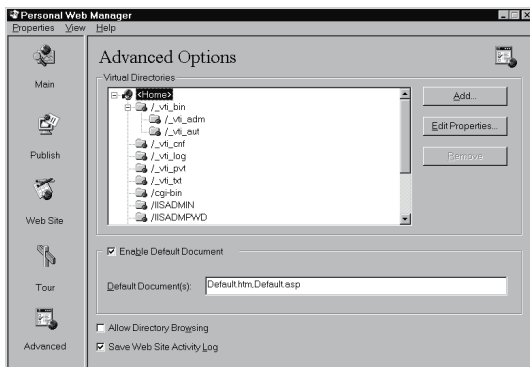 Personal Web Manager
Properties View Help
Main
Publish
Web Site
Tour
Advanced
Advanced Options
Virtual Directories
<Home>
/_vti_bin
/_vti_adm
/_vti_aut
/_vti_cnf
/_vti_log
/_vti_pvt
/_vti_txt
/cgi-bin
/IISADMIN
/IISADMPWD
Add...
Edit Properties...
Remove
Enable Default Document
Default Document(s): Default.htm,Default.asp
Allow Directory Browsing
Save Web Site Activity Log